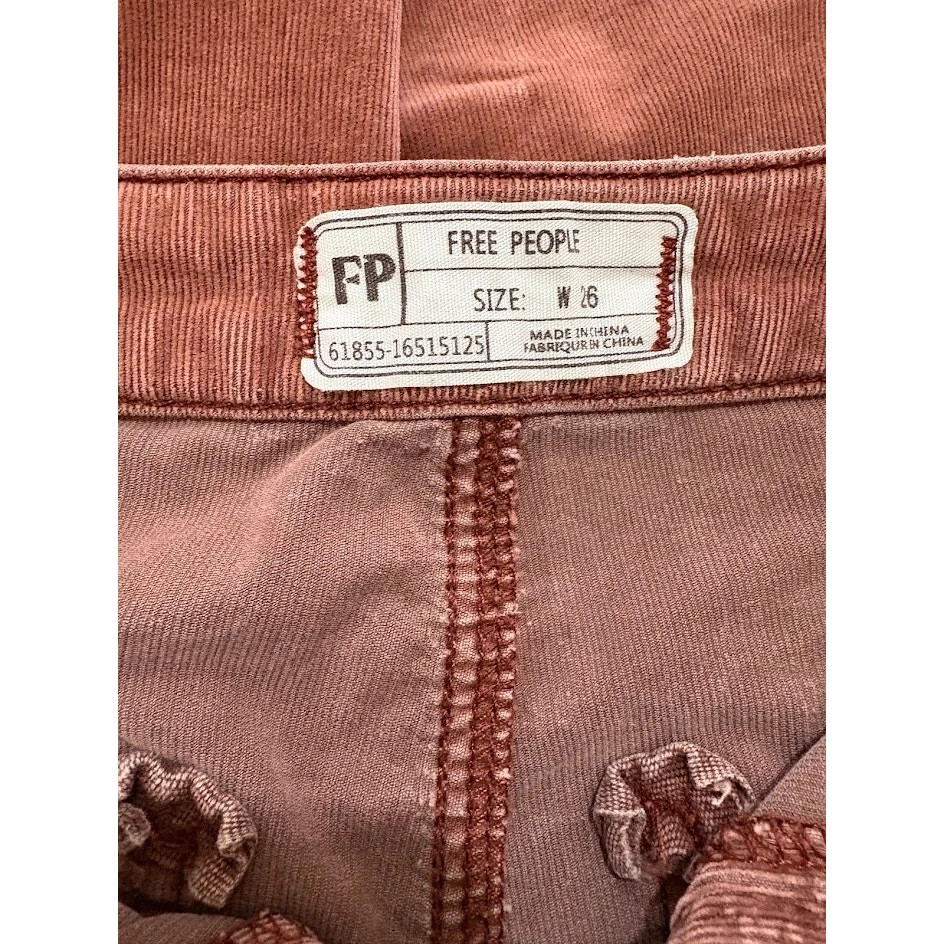 FP
FREE PEOPLE
SIZE: W 26
61855-16515125
MADE IN CHINA
FABRIQUR IN CHINA